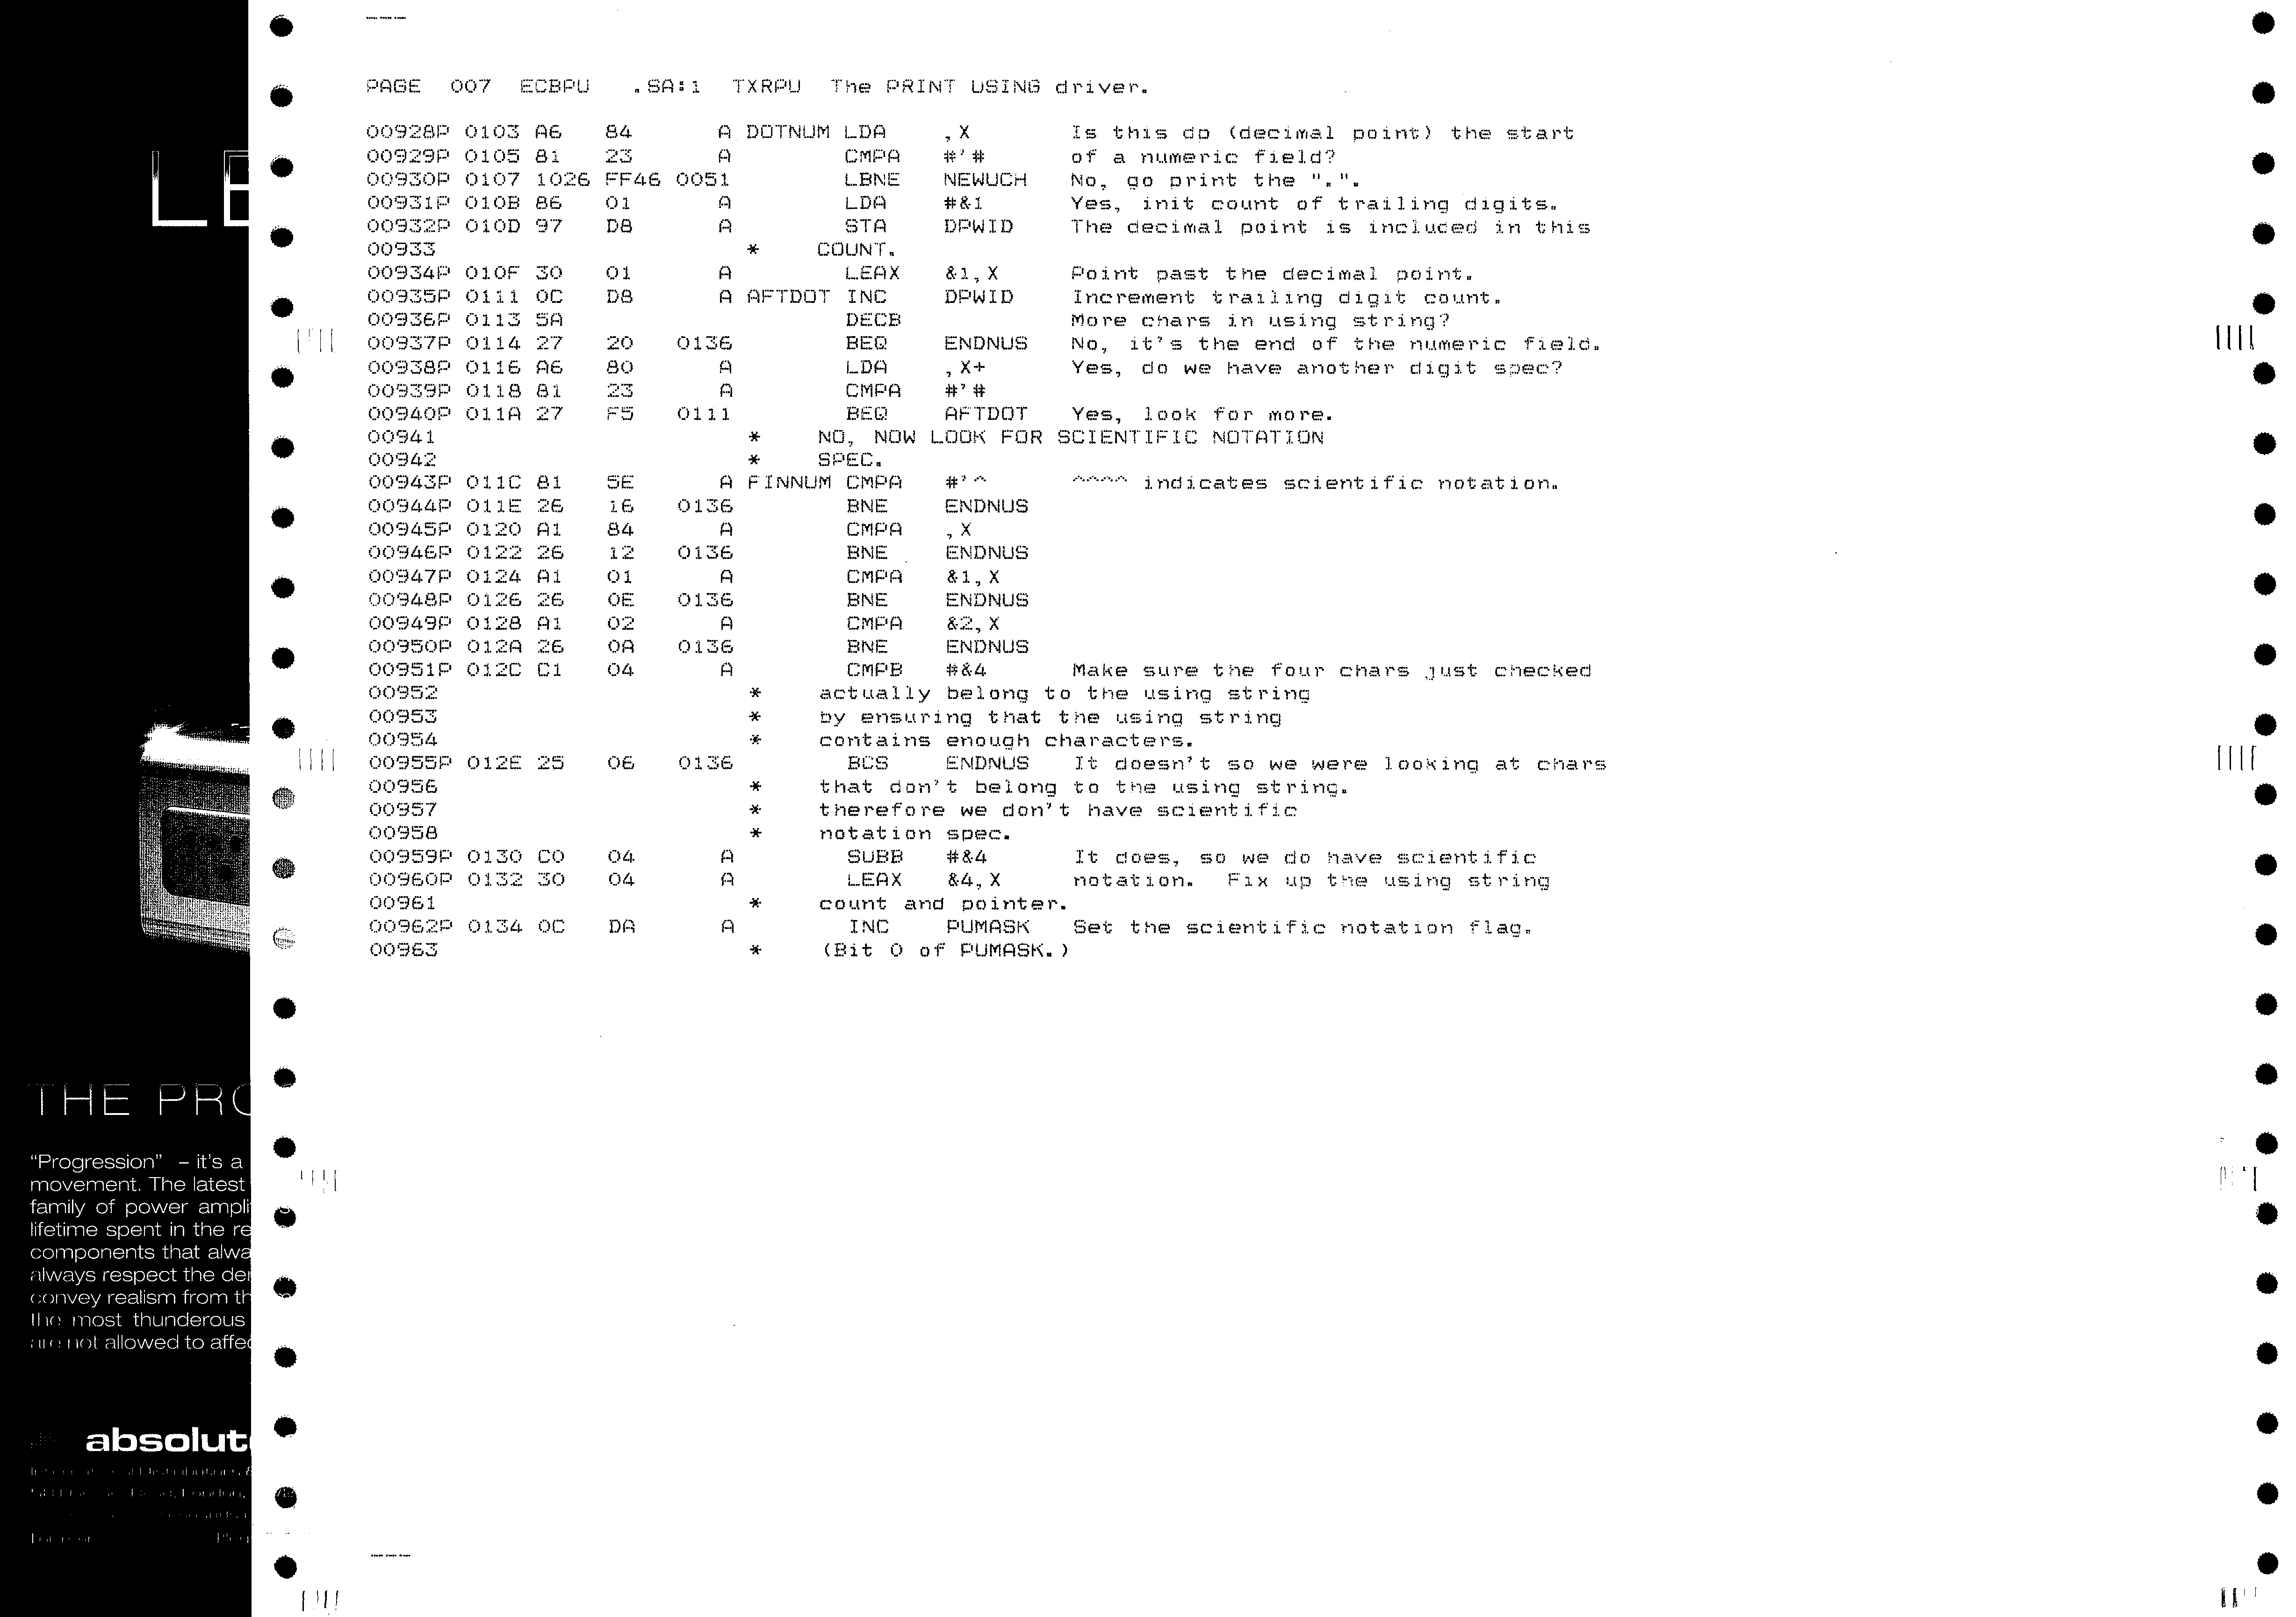 PAGE 007 ECBPU .SA:1 TXRPU The PRINT USING driver.
00928P 0103 A6 84 A DOTNUM LDA ,X Is this dp (decimal point) the start
00929P 0105 81 23 A CMPA #'# of a numeric field?
00930P 0107 1026 FF46 0051 LBNE NEWUCH No, go print the ".".
00931P 010B 86 01 A LDA #&1 Yes, init count of trailing digits.
00932P 010D 97 D8 A STA DPWID The decimal point is included in this
00933 * COUNT.
00934P 010F 30 01 A LEAX &1,X Point past the decimal point.
00935P 0111 0C D8 A AFTDOT INC DPWID Increment trailing digit count.
00936P 0113 5A DECB More chars in using string?
00937P 0114 27 20 0136 BEQ ENDNUS No, it's the end of the numeric field.
00938P 0116 A6 80 A LDA ,X+ Yes, do we have another digit spec?
00939P 0118 81 23 A CMPA #'#
00940P 011A 27 F5 0111 BEQ AFTDOT Yes, look for more.
00941 * NO, NOW LOOK FOR SCIENTIFIC NOTATION
00942 * SPEC.
00943P 011C 81 5E A FINNUM CMPA #'^ ^^^^ indicates scientific notation.
00944P 011E 26 16 0136 BNE ENDNUS
00945P 0120 A1 84 A CMPA ,X
00946P 0122 26 12 0136 BNE ENDNUS
00947P 0124 A1 01 A CMPA &1,X
00948P 0126 26 0E 0136 BNE ENDNUS
00949P 0128 A1 02 A CMPA &2,X
00950P 012A 26 0A 0136 BNE ENDNUS
00951P 012C C1 04 A CMPB #&4 Make sure the four chars just checked
00952 * actually belong to the using string
00953 * by ensuring that the using string
00954 * contains enough characters.
00955P 012E 25 06 0136 BCS ENDNUS It doesn't so we were looking at chars
00956 * that don't belong to the using string.
00957 * therefore we don't have scientific
00958 * notation spec.
00959P 0130 C0 04 A SUBB #&4 It does, so we do have scientific
00960P 0132 30 04 A LEAX &4,X notation. Fix up the using string
00961 * count and pointer.
00962P 0134 0C DA A INC PUMASK Set the scientific notation flag.
00963 * (Bit 0 of PUMASK.)
THE PRO
"Progression" – it's a
movement. The latest
family of power ampli
lifetime spent in the re
components that alwa
always respect the de
convey realism from th
the most thunderous
are not allowed to affec
absolut